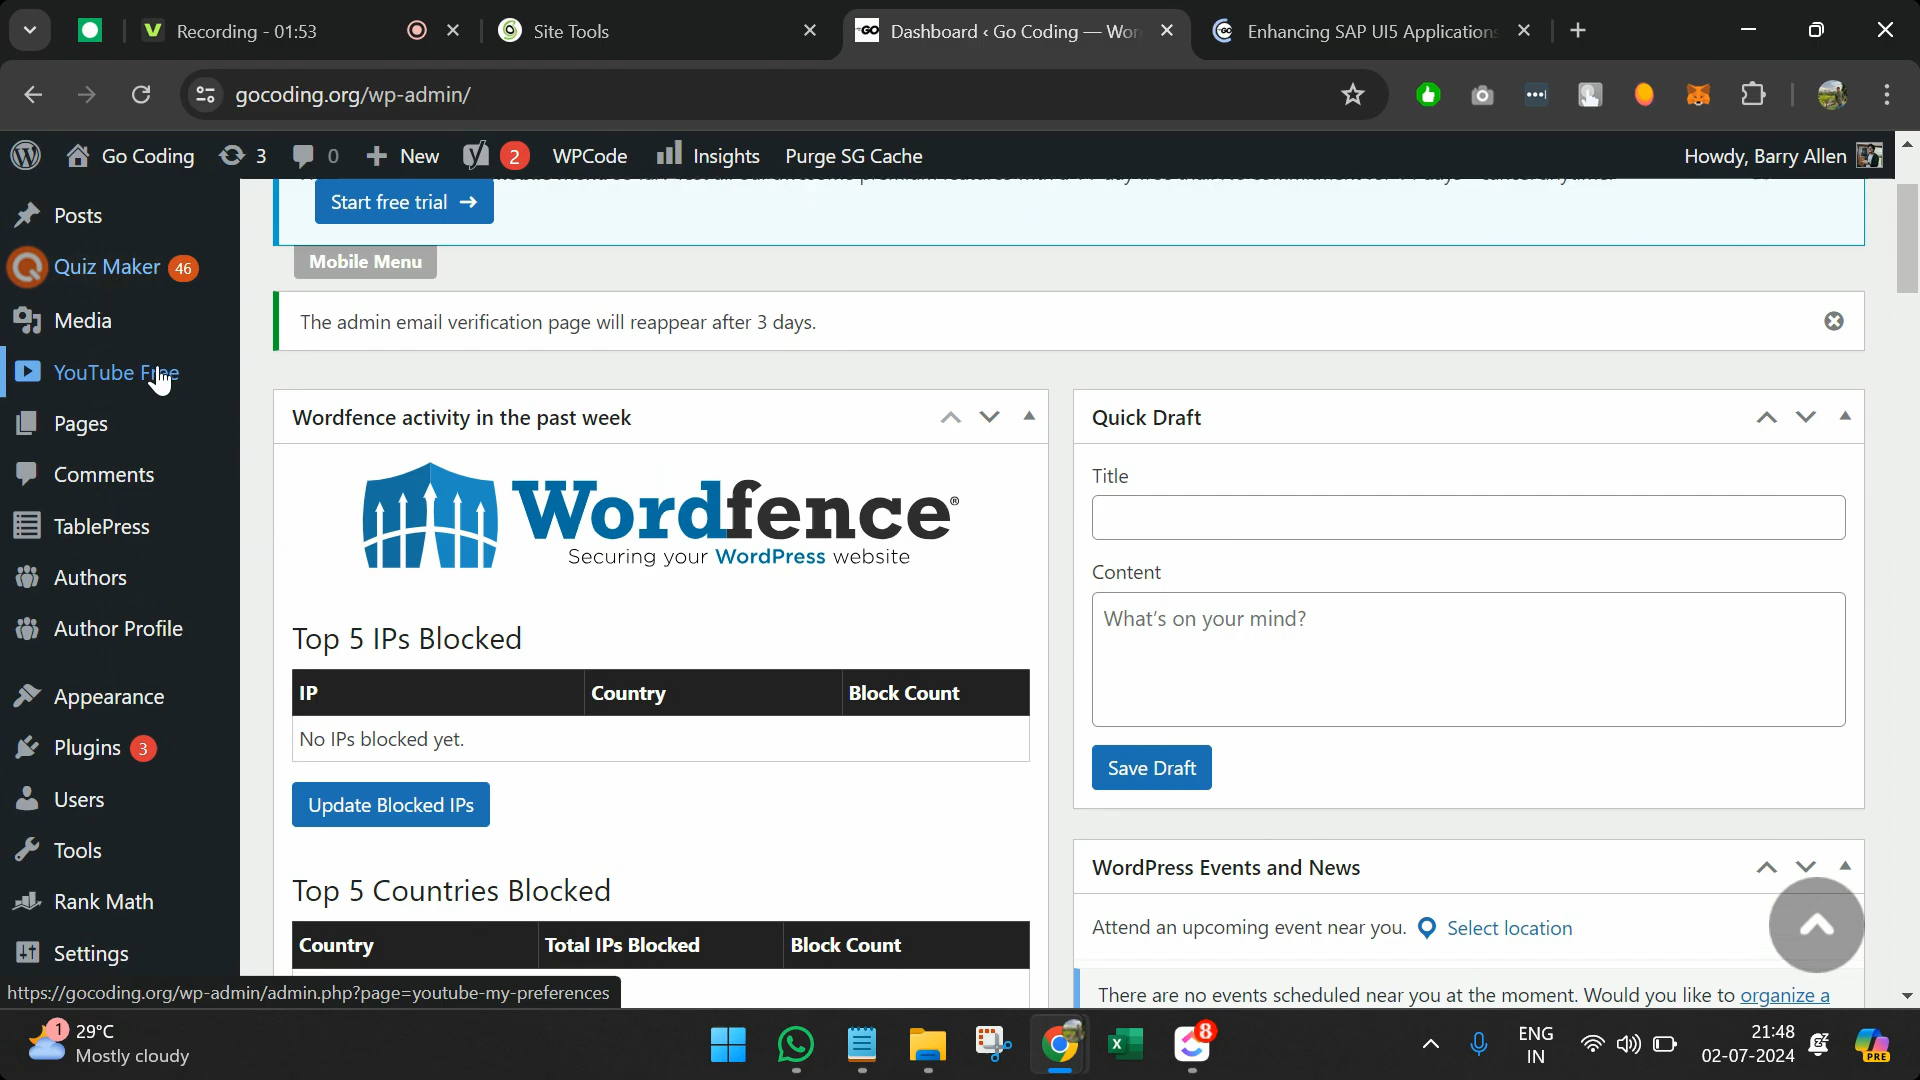 Recording - 01:53
Site Tools
Dashboard ‹ Go Coding — Wor
Enhancing SAP UI5 Applications
gocoding.org/wp-admin/
Go Coding
3
0
New
2
WPCode
Insights
Purge SG Cache
Howdy, Barry Allen
Posts
Quiz Maker 46
Media
YouTube Free
Pages
Comments
TablePress
Authors
Author Profile
Appearance
Plugins 3
Users
Tools
Rank Math
Settings
Start free trial →
Mobile Menu
The admin email verification page will reappear after 3 days.
Wordfence activity in the past week
Wordfence®
Securing your WordPress website
Top 5 IPs Blocked
IP Country Block Count
No IPs blocked yet.
Update Blocked IPs
Top 5 Countries Blocked
Country Total IPs Blocked Block Count
Quick Draft
Title
Content
What's on your mind?
Save Draft
WordPress Events and News
Attend an upcoming event near you. Select location
There are no events scheduled near you at the moment. Would you like to organize a
https://gocoding.org/wp-admin/admin.php?page=youtube-my-preferences
1
29°C
Mostly cloudy
8
ENG
IN
21:48
02-07-2024
PRE